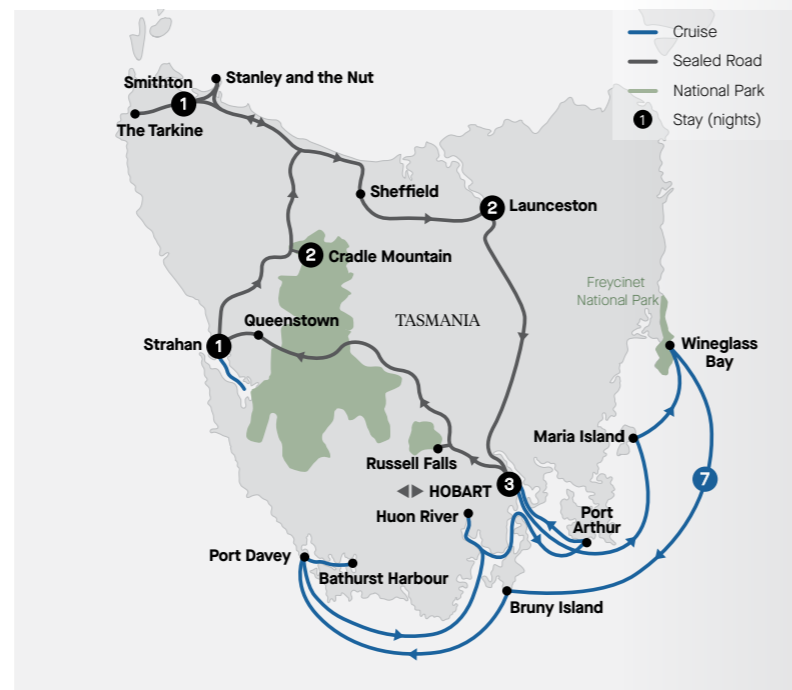 Cruise
Sealed Road
National Park
1 Stay (nights)
Stanley and the Nut
Smithton
1
The Tarkine
Sheffield
2 Launceston
2 Cradle Mountain
Freycinet
National Park
Queenstown
TASMANIA
Strahan 1
Wineglass
Bay
Maria Island
Russell Falls
7
HOBART 3
Huon River
Port
Arthur
Port Davey
Bathurst Harbour
Bruny Island